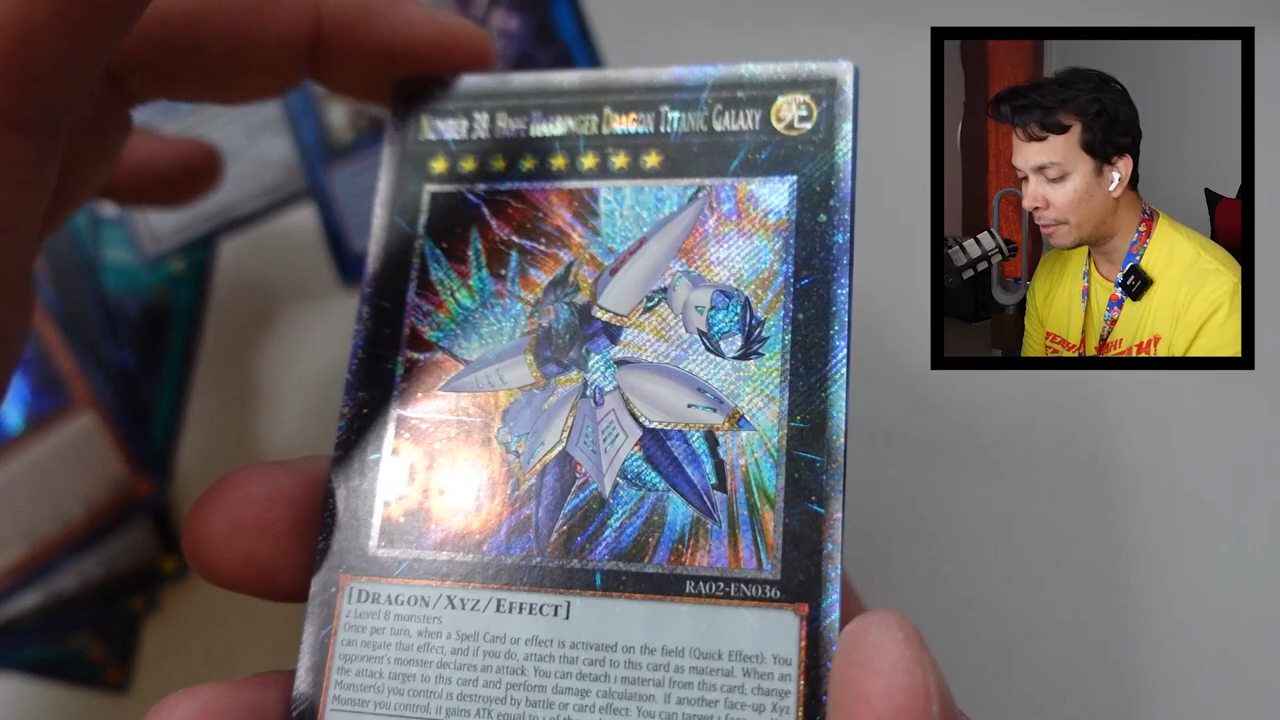 NUMBER 38: HOPE HARBINGER DRAGON TITANIC GALAXY
光
RA02-EN036
[DRAGON/XYZ/EFFECT]
2 Level 8 monsters
Once per turn, when a Spell Card or effect is activated on the field (Quick Effect): You
can negate that effect, and if you do, attach that card to this card as material. When an
opponent's monster declares an attack: You can detach 1 material from this card; change
the attack target to this card and perform damage calculation. If another face-up Xyz
Monster(s) you control is destroyed by battle or card effect: You can target 1
Monster you control; it gains ATK equal to
YEAH!